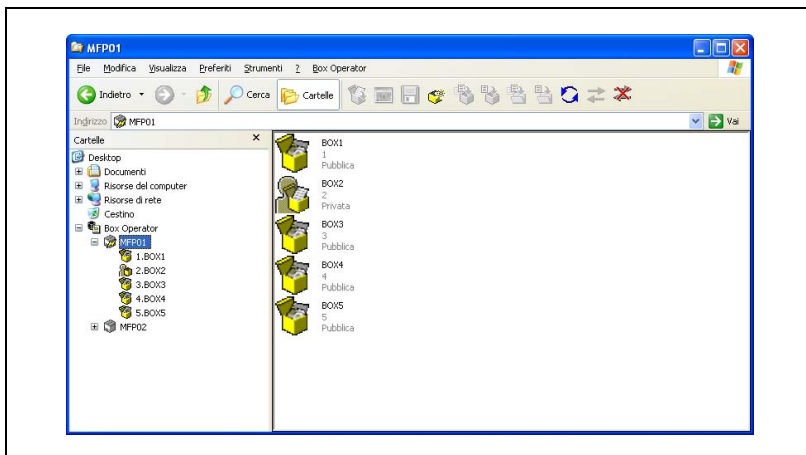 MFP01
File Modifica Visualizza Preferiti Strumenti ? Box Operator
Indietro Cerca Cartelle
Indirizzo MFP01 Vai
Cartelle
Desktop
Documenti
Risorse del computer
Risorse di rete
Cestino
Box Operator
MFP01
1.BOX1
2.BOX2
3.BOX3
4.BOX4
5.BOX5
MFP02
BOX1
1
Pubblica
BOX2
2
Privata
BOX3
3
Pubblica
BOX4
4
Pubblica
BOX5
5
Pubblica